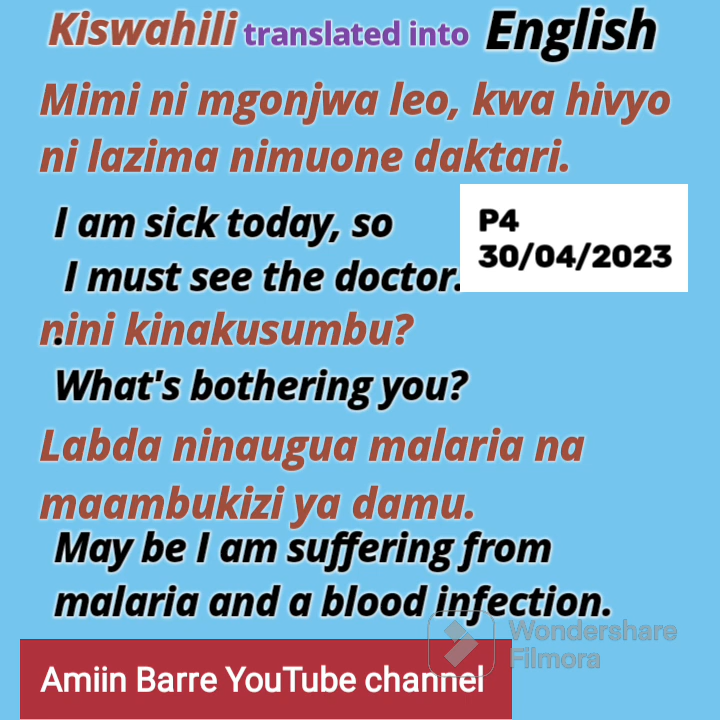 Kiswahili translated into English
Mimi ni mgonjwa leo, kwa hivyo
ni lazima nimuone daktari.
I am sick today, so
I must see the doctor.
P4
30/04/2023
nini kinakusumbu?
What's bothering you?
Labda ninaugua malaria na
maambukizi ya damu.
May be I am suffering from
malaria and a blood infection.
Wondershare
Filmora
Amiin Barre YouTube channel